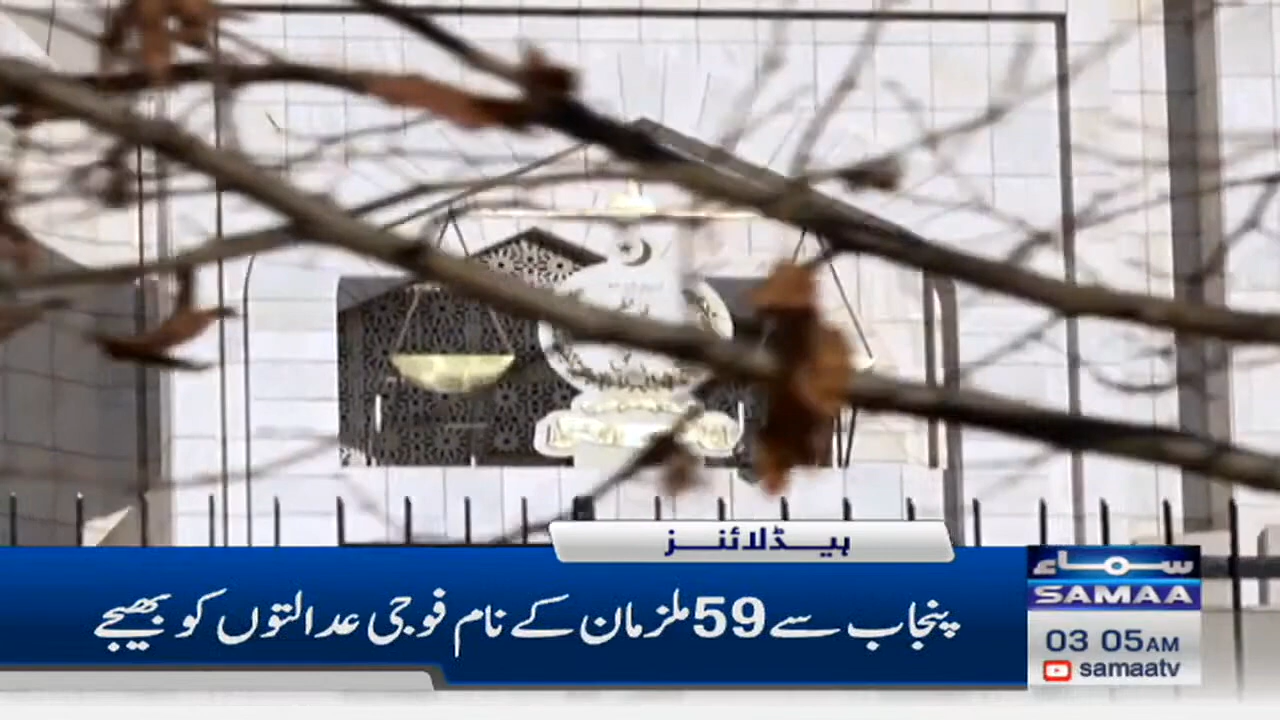 ہیڈلائنز
پنجاب سے 59 ملزمان کے نام فوجی عدالتوں کو بھیجے
سماء
SAMAA
03 05AM
samaatv